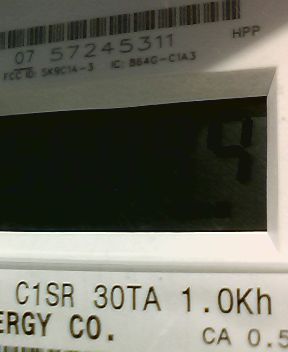 HPP
07 57245311
FCC ID: SK9C1A-3 IC: 864G-C1A3
C1SR 30TA 1.0Kh
ERGY CO.
CA 0.5